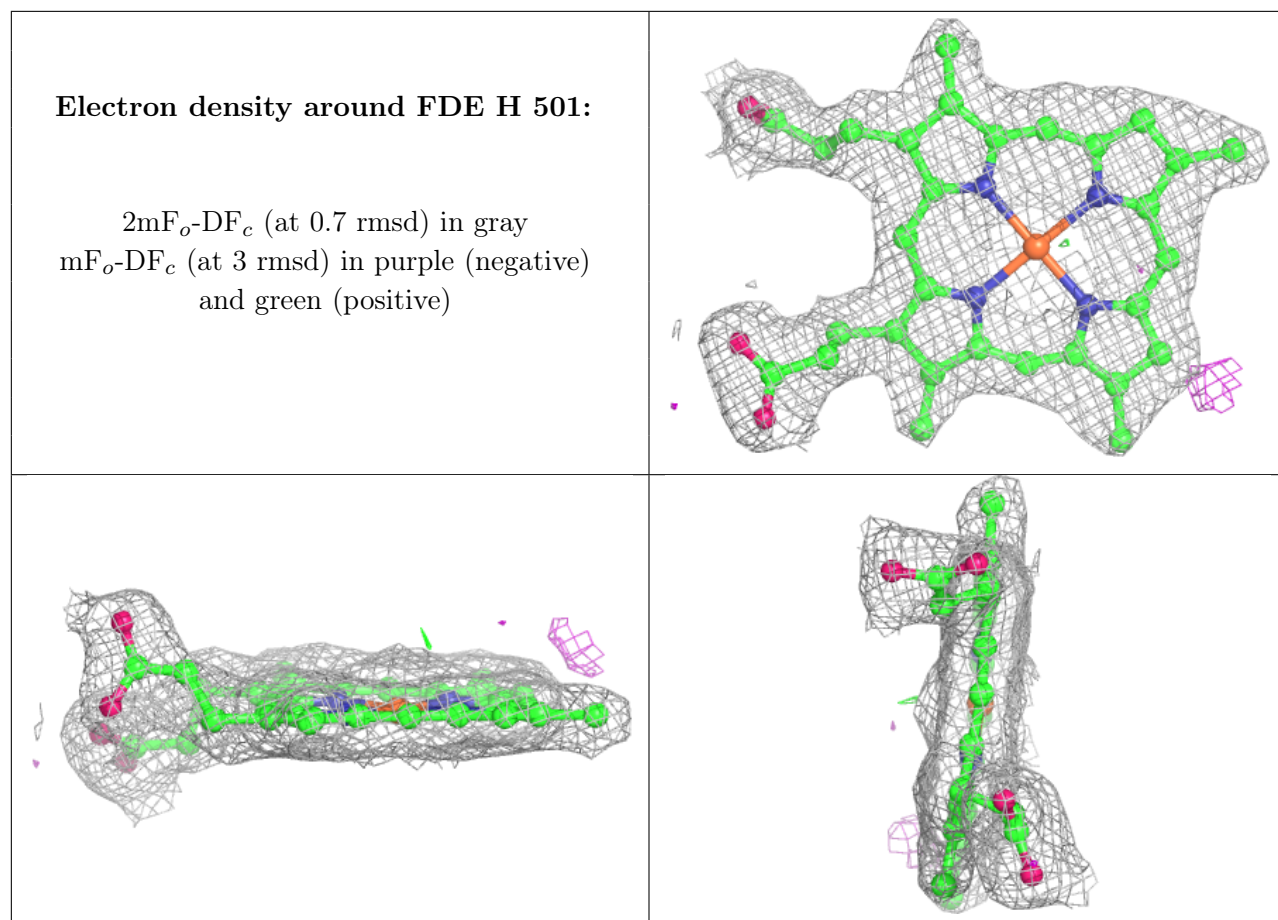 Electron density around FDE H 501:
2mFo-DFc (at 0.7 rmsd) in gray
mFo-DFc (at 3 rmsd) in purple (negative)
and green (positive)